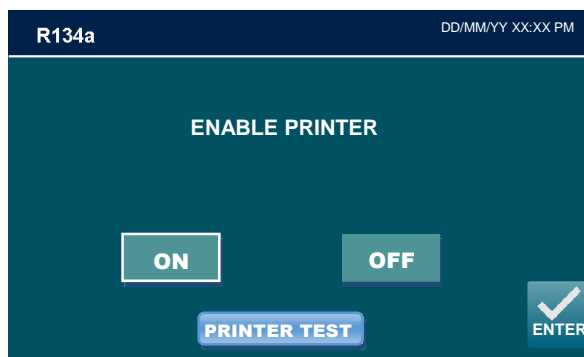 R134a
DD/MM/YY XX:XX PM
ENABLE PRINTER
ON
OFF
PRINTER TEST
ENTER